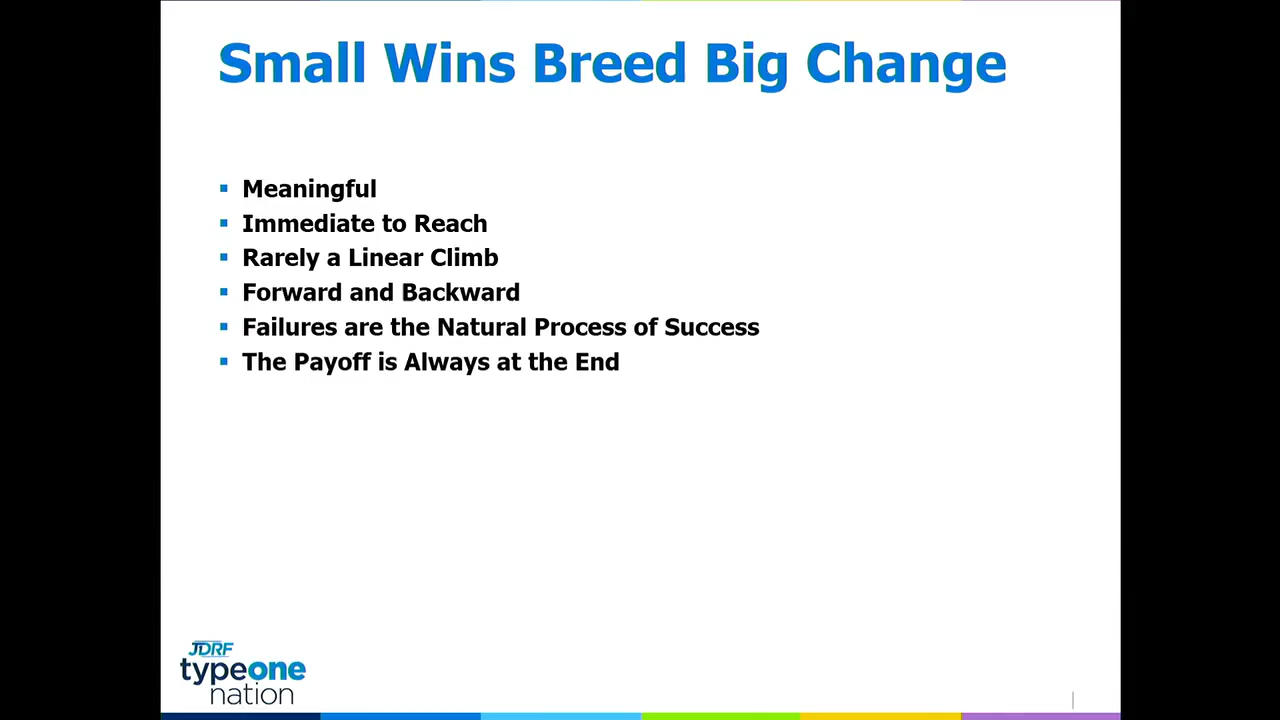 Small Wins Breed Big Change
Meaningful
Immediate to Reach
Rarely a Linear Climb
Forward and Backward
Failures are the Natural Process of Success
The Payoff is Always at the End
JDRF
typeone
nation